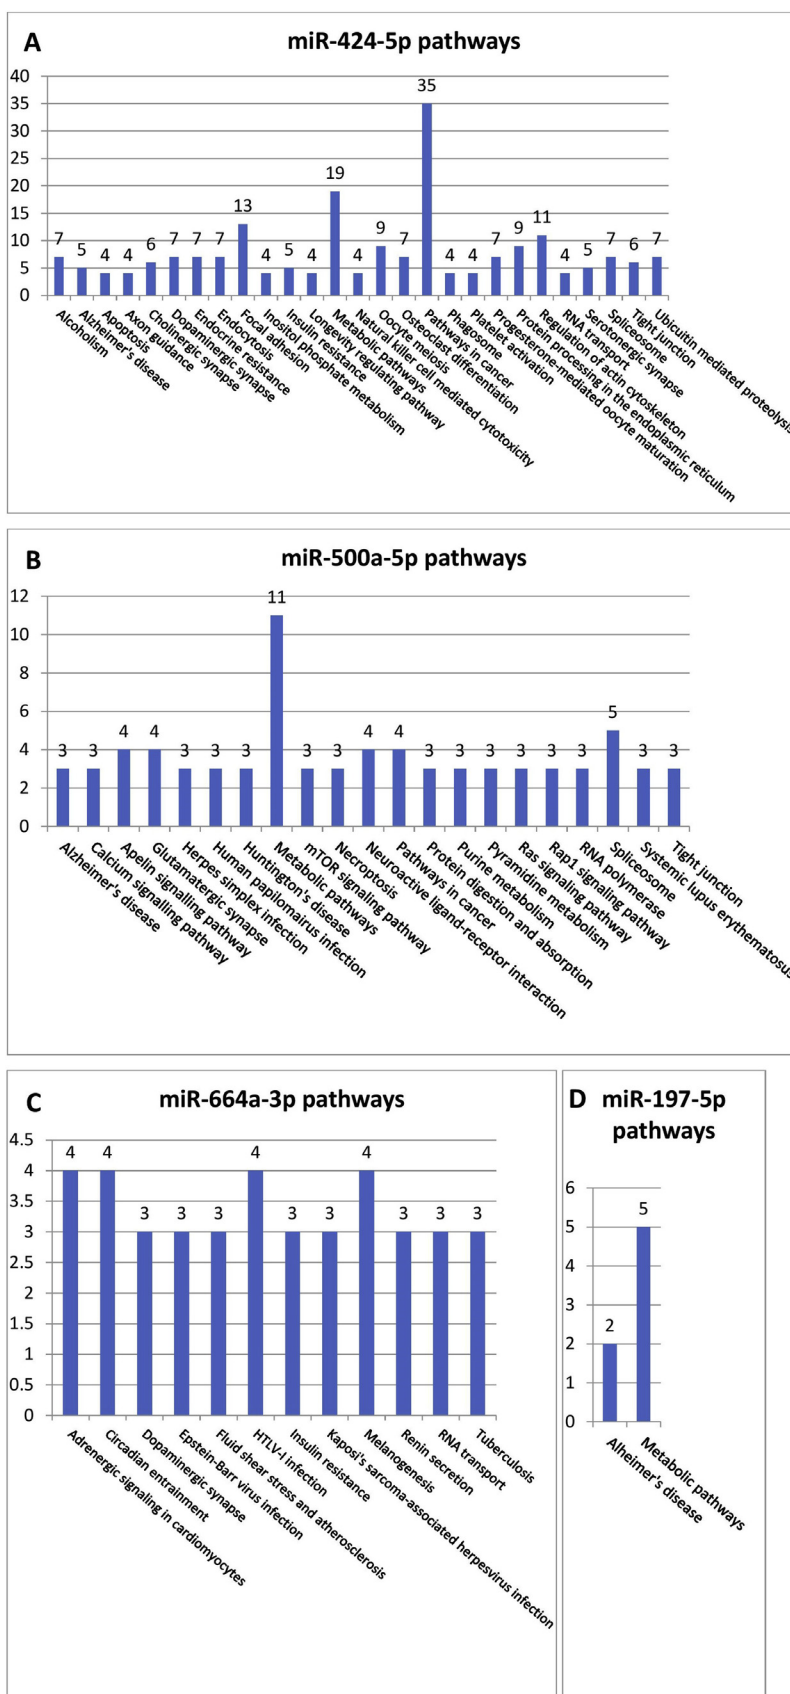 A
miR-424-5p pathways
40
35
30
25
20
15
10
5
0
7
5
4
4
6
7
7
7
13
4
5
4
19
4
9
7
35
4
4
7
9
11
4
5
7
6
7
Alcoholism
Alzheimer's disease
Apoptosis
Axon guidance
Cholinergic synapse
Dopaminergic synapse
Endocrine resistance
Endocytosis
Focal adhesion
Inositol phosphate metabolism
Insulin resistance
Longevity regulating pathway
Metabolic pathways
Natural killer cell mediated cytotoxicity
Oocyte meiosis
Osteoclast differentiation
Pathways in cancer
Phagosome
Platelet activation
Progesterone-mediated oocyte maturation
Protein processing in the endoplasmic reticulum
Regulation of actin cytoskeleton
RNA transport
Serotonergic synapse
Spliceosome
Tight junction
Ubicuitin mediated proteolysis
B
miR-500a-5p pathways
12
10
8
6
4
2
0
3
3
4
4
3
3
3
11
3
3
4
4
3
3
3
3
3
3
5
3
3
Alzheimer's disease
Calcium signalling pathway
Apelin signalling pathway
Glutamatergic synapse
Herpes simplex infection
Human papilomairus infection
Huntington's disease
Metabolic pathways
mTOR signaling pathway
Necroptosis
Neuroactive ligand-receptor interaction
Pathways in cancer
Protein digestion and absorption
Purine metabolism
Pyramidine metabolism
Ras signaling pathway
Rap1 signaling pathway
RNA polymerase
Spliceosome
Systemic lupus erythematosus
Tight junction
C
miR-664a-3p pathways
4.5
4
3.5
3
2.5
2
1.5
1
0.5
0
4
4
3
3
3
4
3
3
4
3
3
3
Adrenergic signaling in cardiomyocytes
Circadian entrainment
Dopaminergic synapse
Epstein-Barr virus infection
Fluid shear stress and atherosclerosis
HTLV-I infection
Insulin resistance
Kaposi's sarcoma-associated herpesvirus infection
Melanogenesis
Renin secretion
RNA transport
Tuberculosis
D
miR-197-5p
pathways
6
5
4
3
2
1
0
2
5
Alheimer's disease
Metabolic pathways